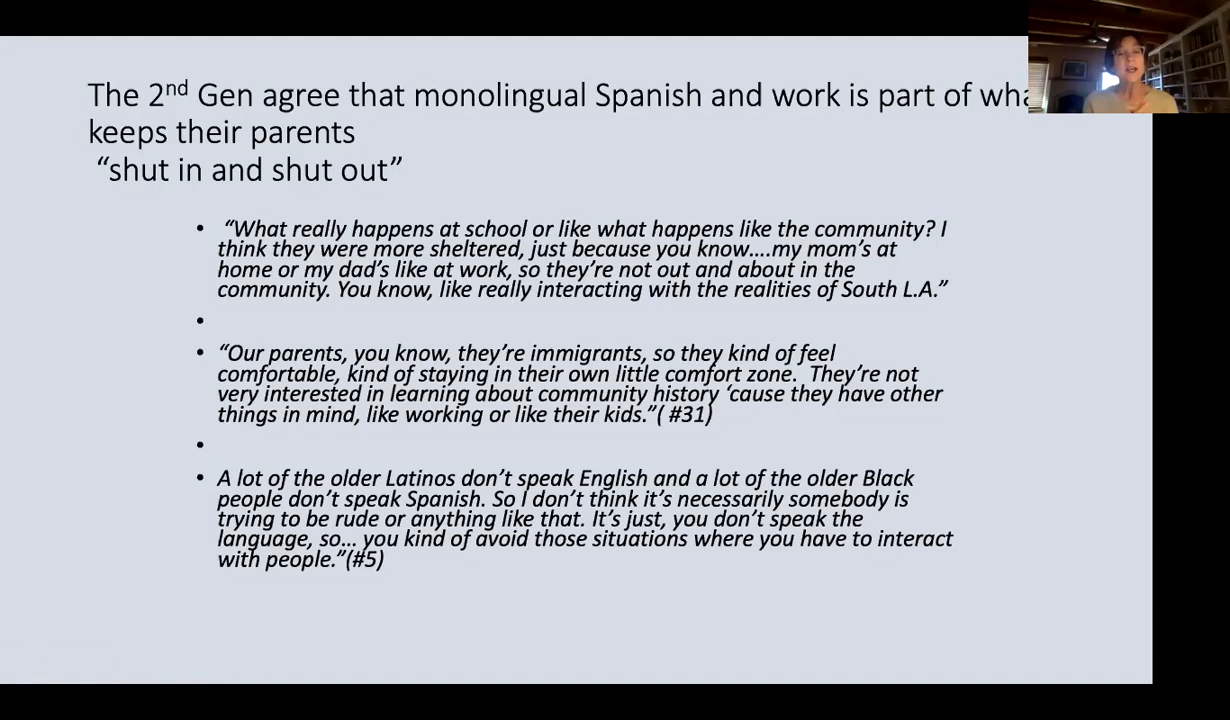 The 2nd Gen agree that monolingual Spanish and work is part of
keeps their parents
“shut in and shut out”
• “What really happens at school or like what happens like the community? I
think they were more sheltered, just because you know….my mom’s at
home or my dad’s like at work, so they’re not out and about in the
community. You know, like really interacting with the realities of South L.A.”
•
• “Our parents, you know, they’re immigrants, so they kind of feel
comfortable, kind of staying in their own little comfort zone. They’re not
very interested in learning about community history ‘cause they have other
things in mind, like working or like their kids.”( #31)
•
• A lot of the older Latinos don’t speak English and a lot of the older Black
people don’t speak Spanish. So I don’t think it’s necessarily somebody is
trying to be rude or anything like that. It’s just, you don’t speak the
language, so… you kind of avoid those situations where you have to interact
with people.”(#5)